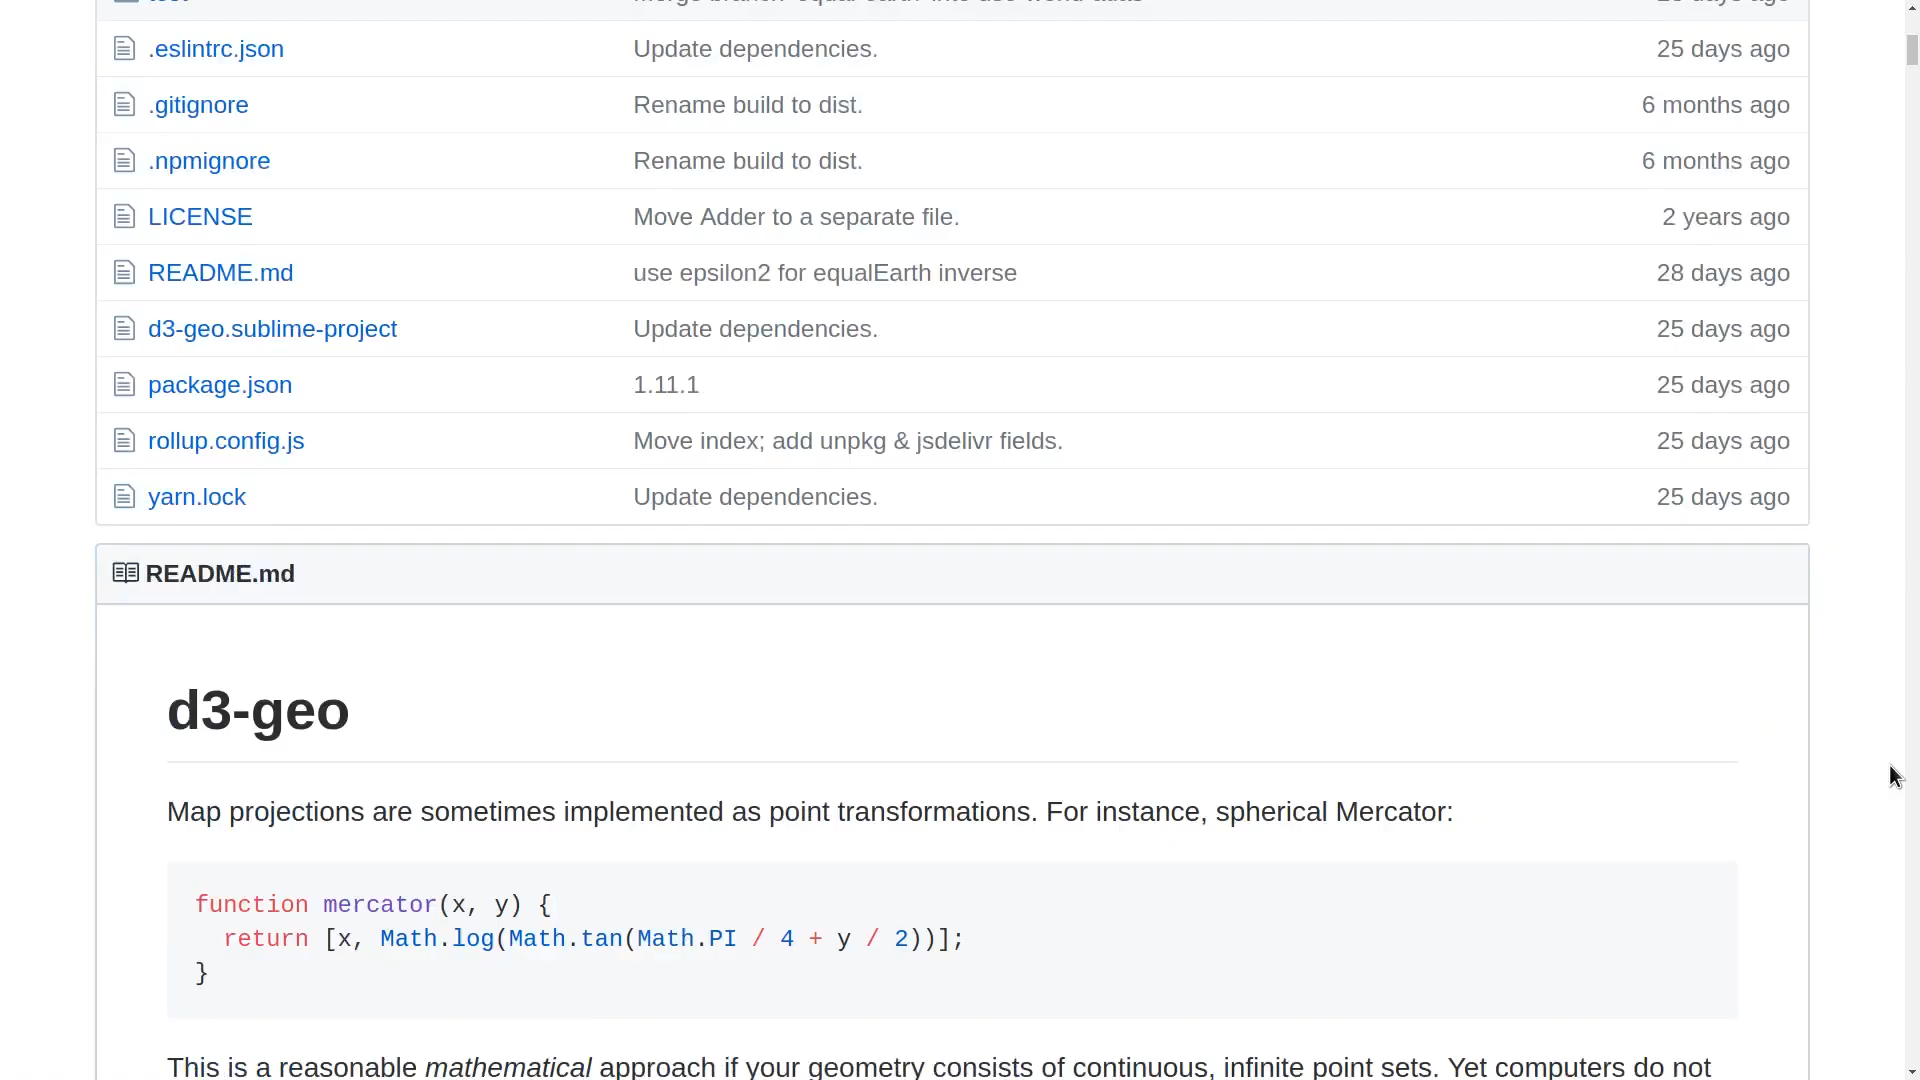 .eslintrc.json Update dependencies. 25 days ago
.gitignore Rename build to dist. 6 months ago
.npmignore Rename build to dist. 6 months ago
LICENSE Move Adder to a separate file. 2 years ago
README.md use epsilon2 for equalEarth inverse 28 days ago
d3-geo.sublime-project Update dependencies. 25 days ago
package.json 1.11.1 25 days ago
rollup.config.js Move index; add unpkg & jsdelivr fields. 25 days ago
yarn.lock Update dependencies. 25 days ago
README.md
d3-geo
Map projections are sometimes implemented as point transformations. For instance, spherical Mercator:
function mercator(x, y) {
  return [x, Math.log(Math.tan(Math.PI / 4 + y / 2))];
}
This is a reasonable mathematical approach if your geometry consists of continuous, infinite point sets. Yet computers do not